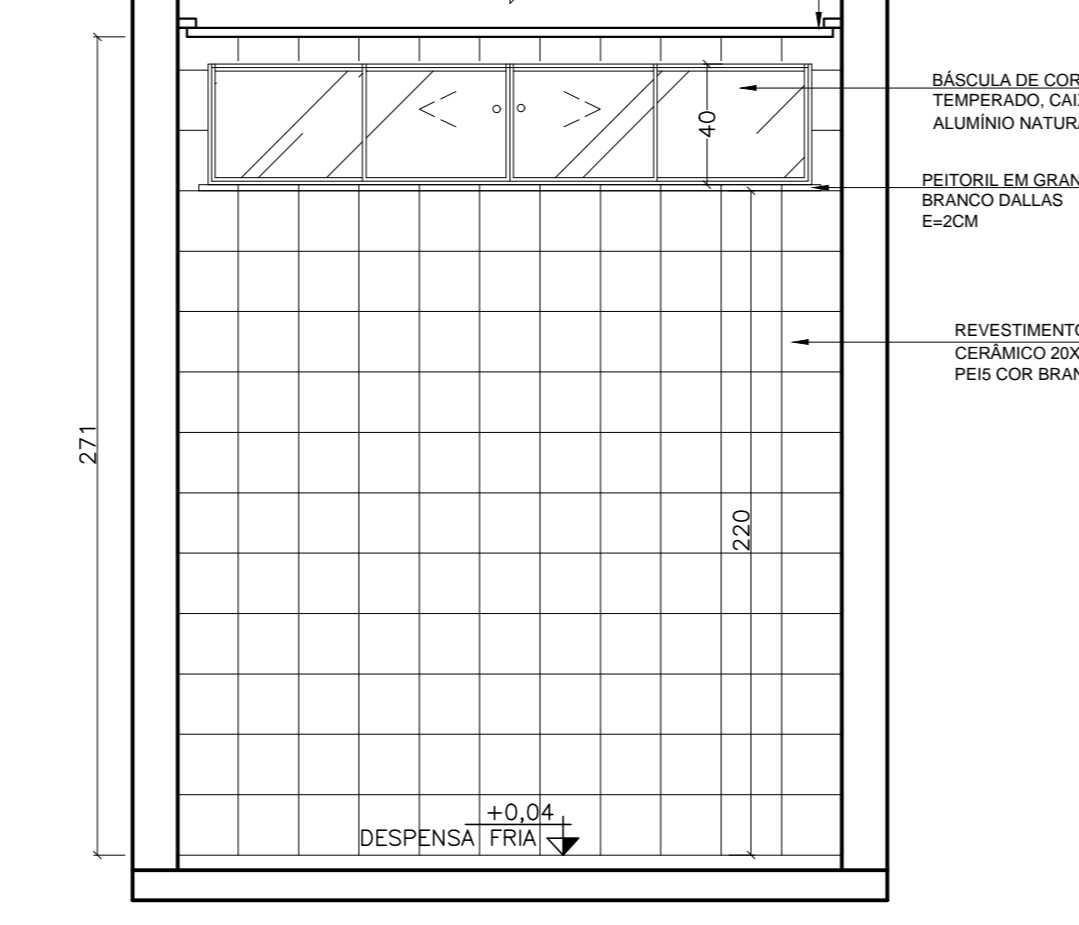 BÁSCULA DE COR
TEMPERADO, CAI
ALUMÍNIO NATUR
40
PEITORIL EM GRAN
BRANCO DALLAS
E=2CM
REVESTIMENTO
CERÂMICO 20X
PEI5 COR BRAN
271
220
+0,04
DESPENSA FRIA